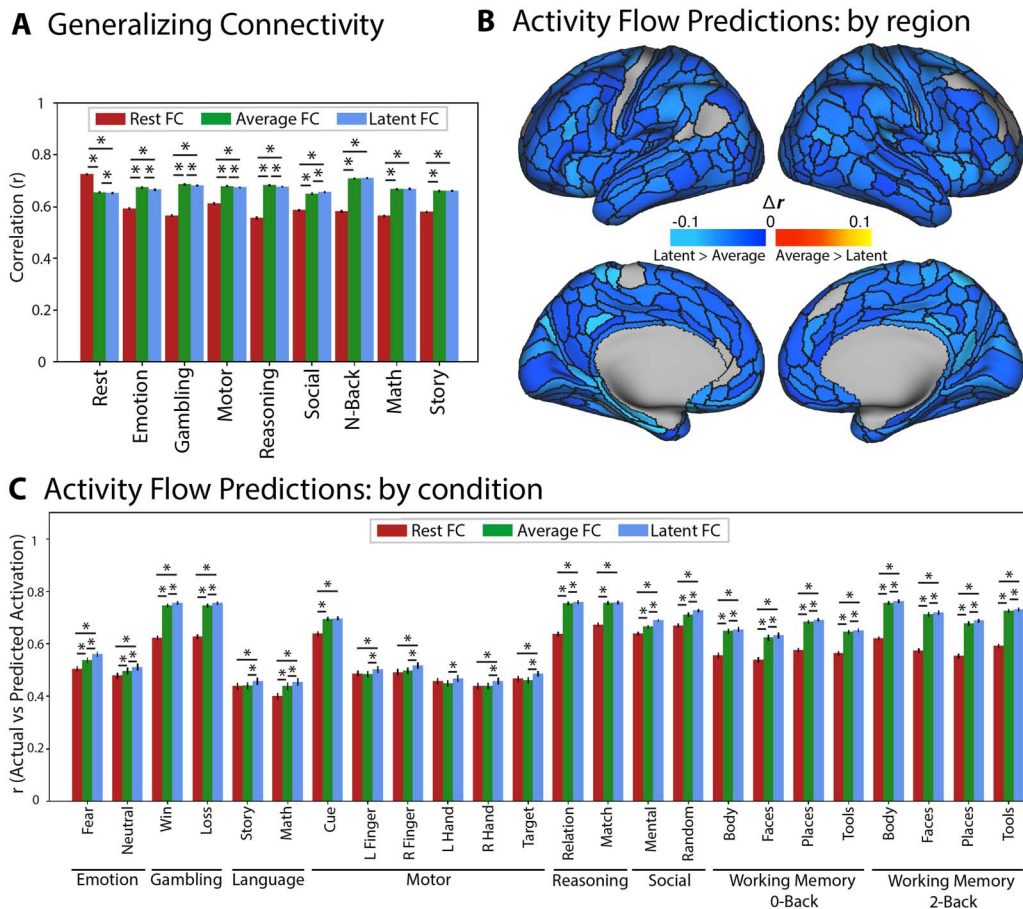 A Generalizing Connectivity
Rest FC Average FC Latent FC
Correlation (r)
1
0.8
0.6
0.4
0.2
0
* * * * * * * * *
* * * * * * * * * * * *
* * *
Rest
Emotion
Gambling
Motor
Reasoning
Social
N-Back
Math
Story
B Activity Flow Predictions: by region
Δr
-0.1 0 0.1
Latent > Average Average > Latent
C Activity Flow Predictions: by condition
Rest FC Average FC Latent FC
r (Actual vs Predicted Activation)
1
0.8
0.6
0.4
0.2
0
Fear
Neutral
Win
Loss
Story
Math
Cue
L Finger
R Finger
L Hand
R Hand
Target
Relation
Match
Mental
Random
Body
Faces
Places
Tools
Body
Faces
Places
Tools
Emotion Gambling Language Motor Reasoning Social Working Memory Working Memory
0-Back 2-Back